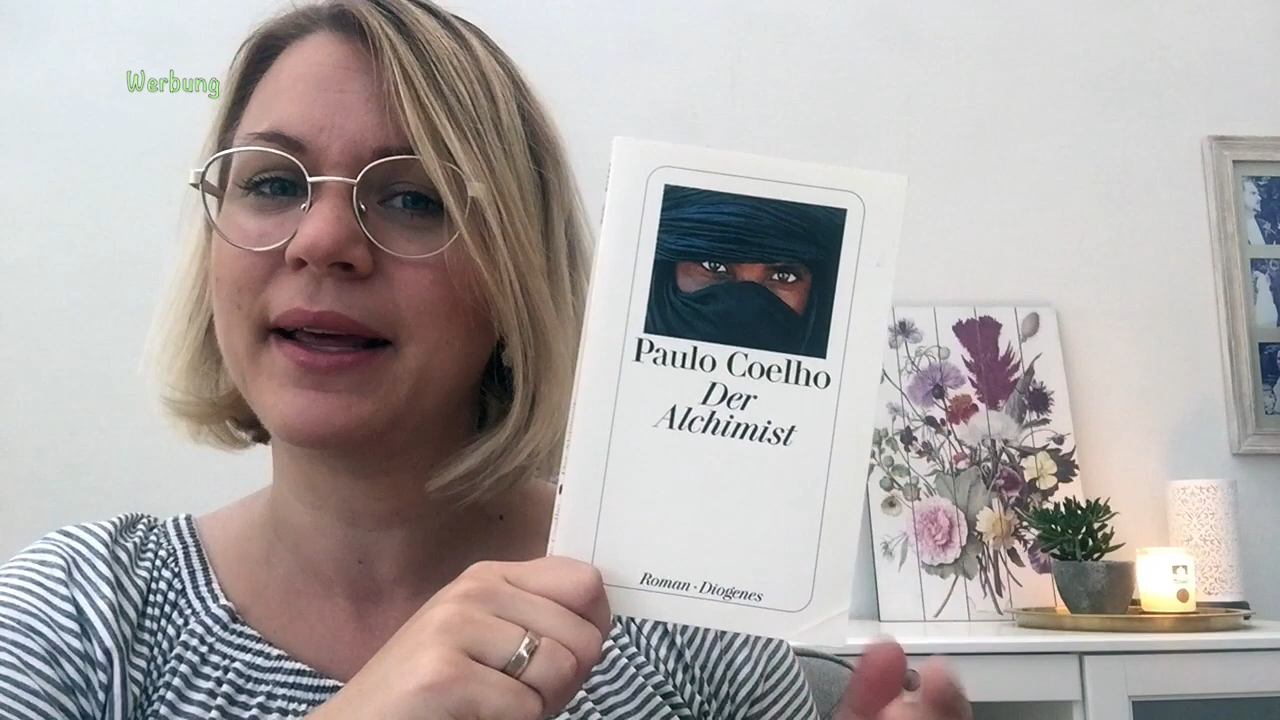 Werbung
Paulo Coelho
Der
Alchimist
Roman · Diogenes